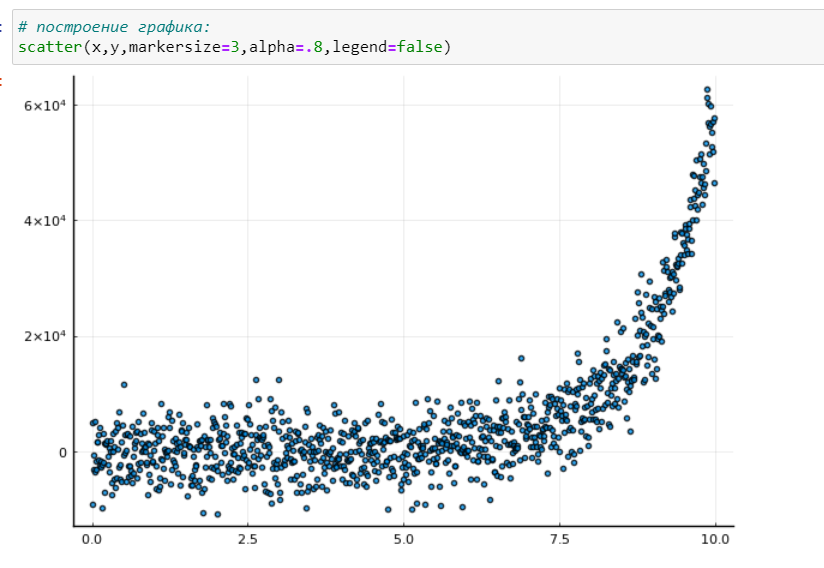 # построение графика:
scatter(x,y,markersize=3,alpha=.8,legend=false)
6×10⁴
4×10⁴
2×10⁴
0
0.0 2.5 5.0 7.5 10.0